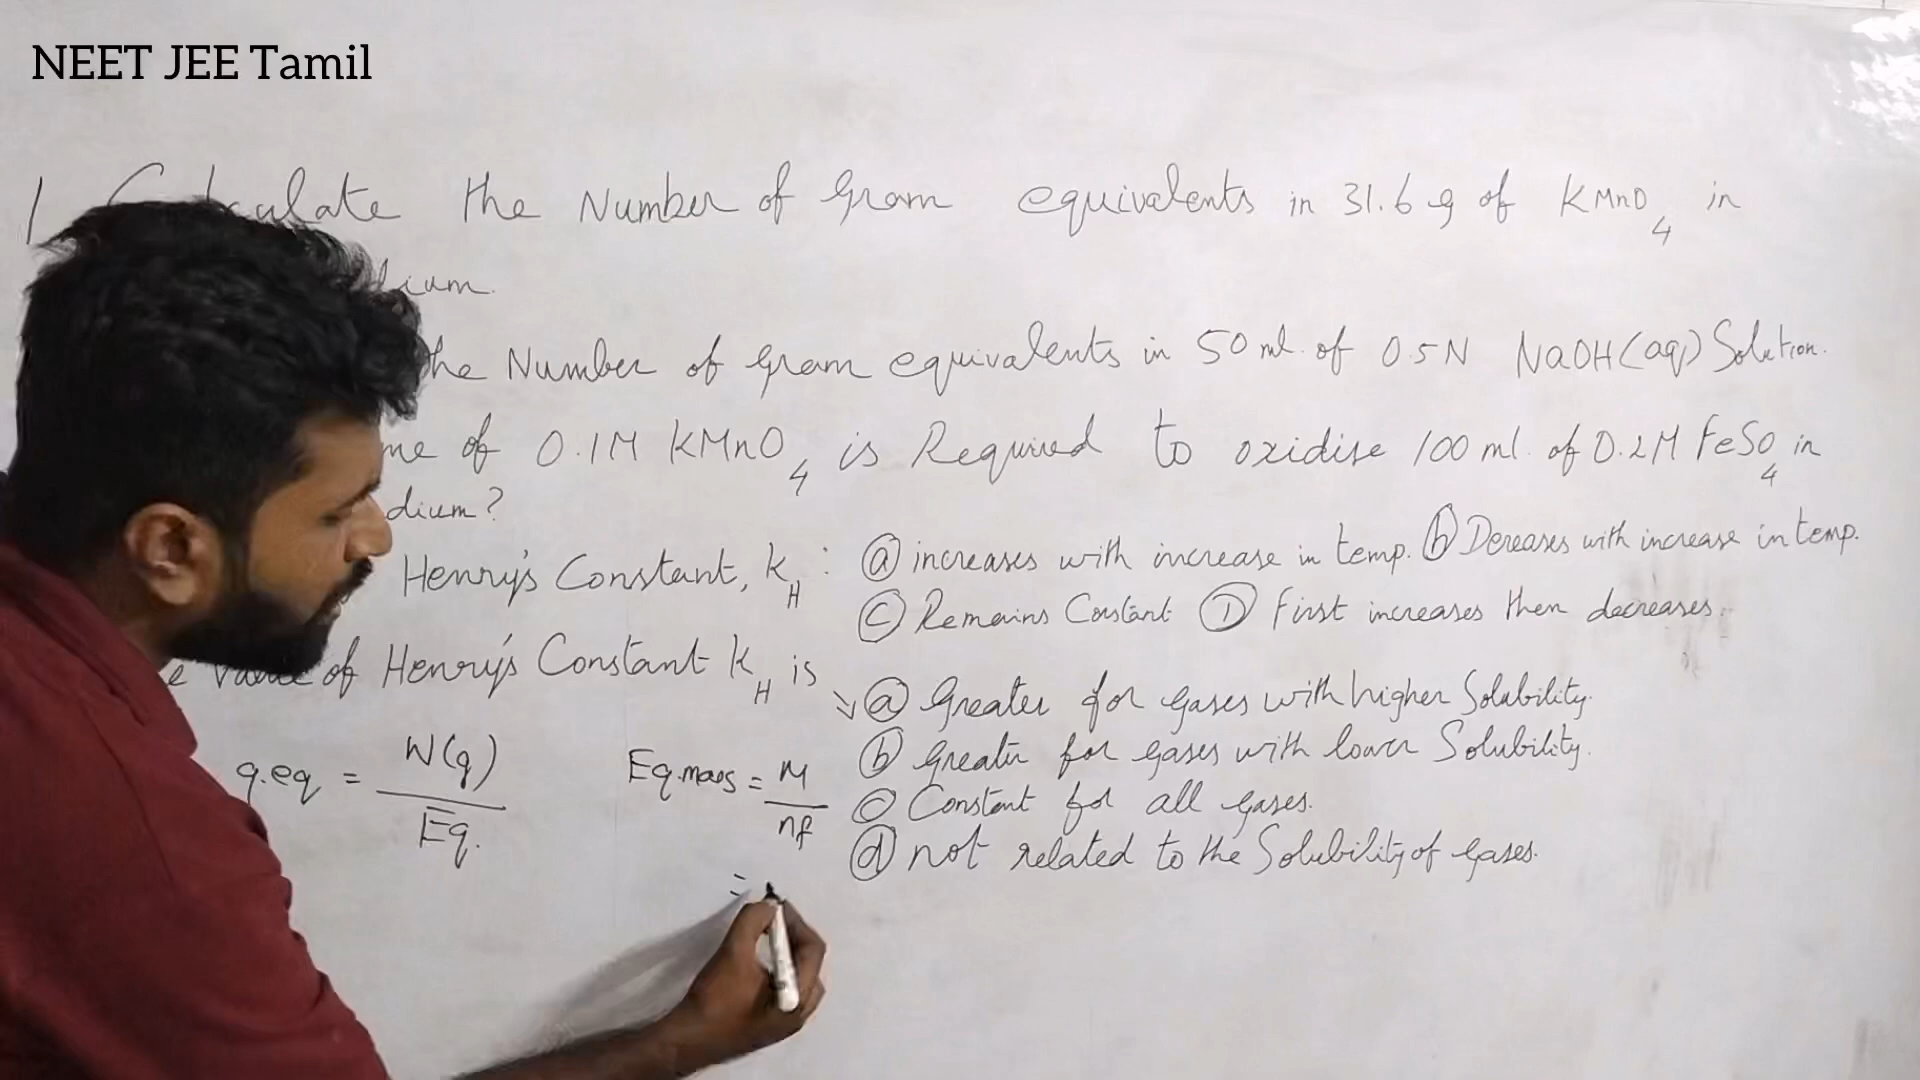 NEET JEE Tamil
1 Calculate the Number of Gram equivalents in 31.6 g of KMnO4 in
dium.
the Number of Gram equivalents in 50 ml. of 0.5N NaOH(aq) Solution.
me of 0.1M KMnO4 is Required to oxidise 100 ml. of 0.2M FeSO4 in
dium?
Henry's Constant, KH : (a) increases with increase in temp. (b) Dereases with increase in temp.
(c) Remains Constant (D) First increases then decreases.
e Value of Henry's Constant KH is
(a) Greater for gases with higher Solubility.
(b) Greater for gases with lower Solubility.
(c) Constant for all gases.
(d) not related to the Solubility of gases.
g.eq = W(g)
Eq.
Eq.mass = M
nf
=